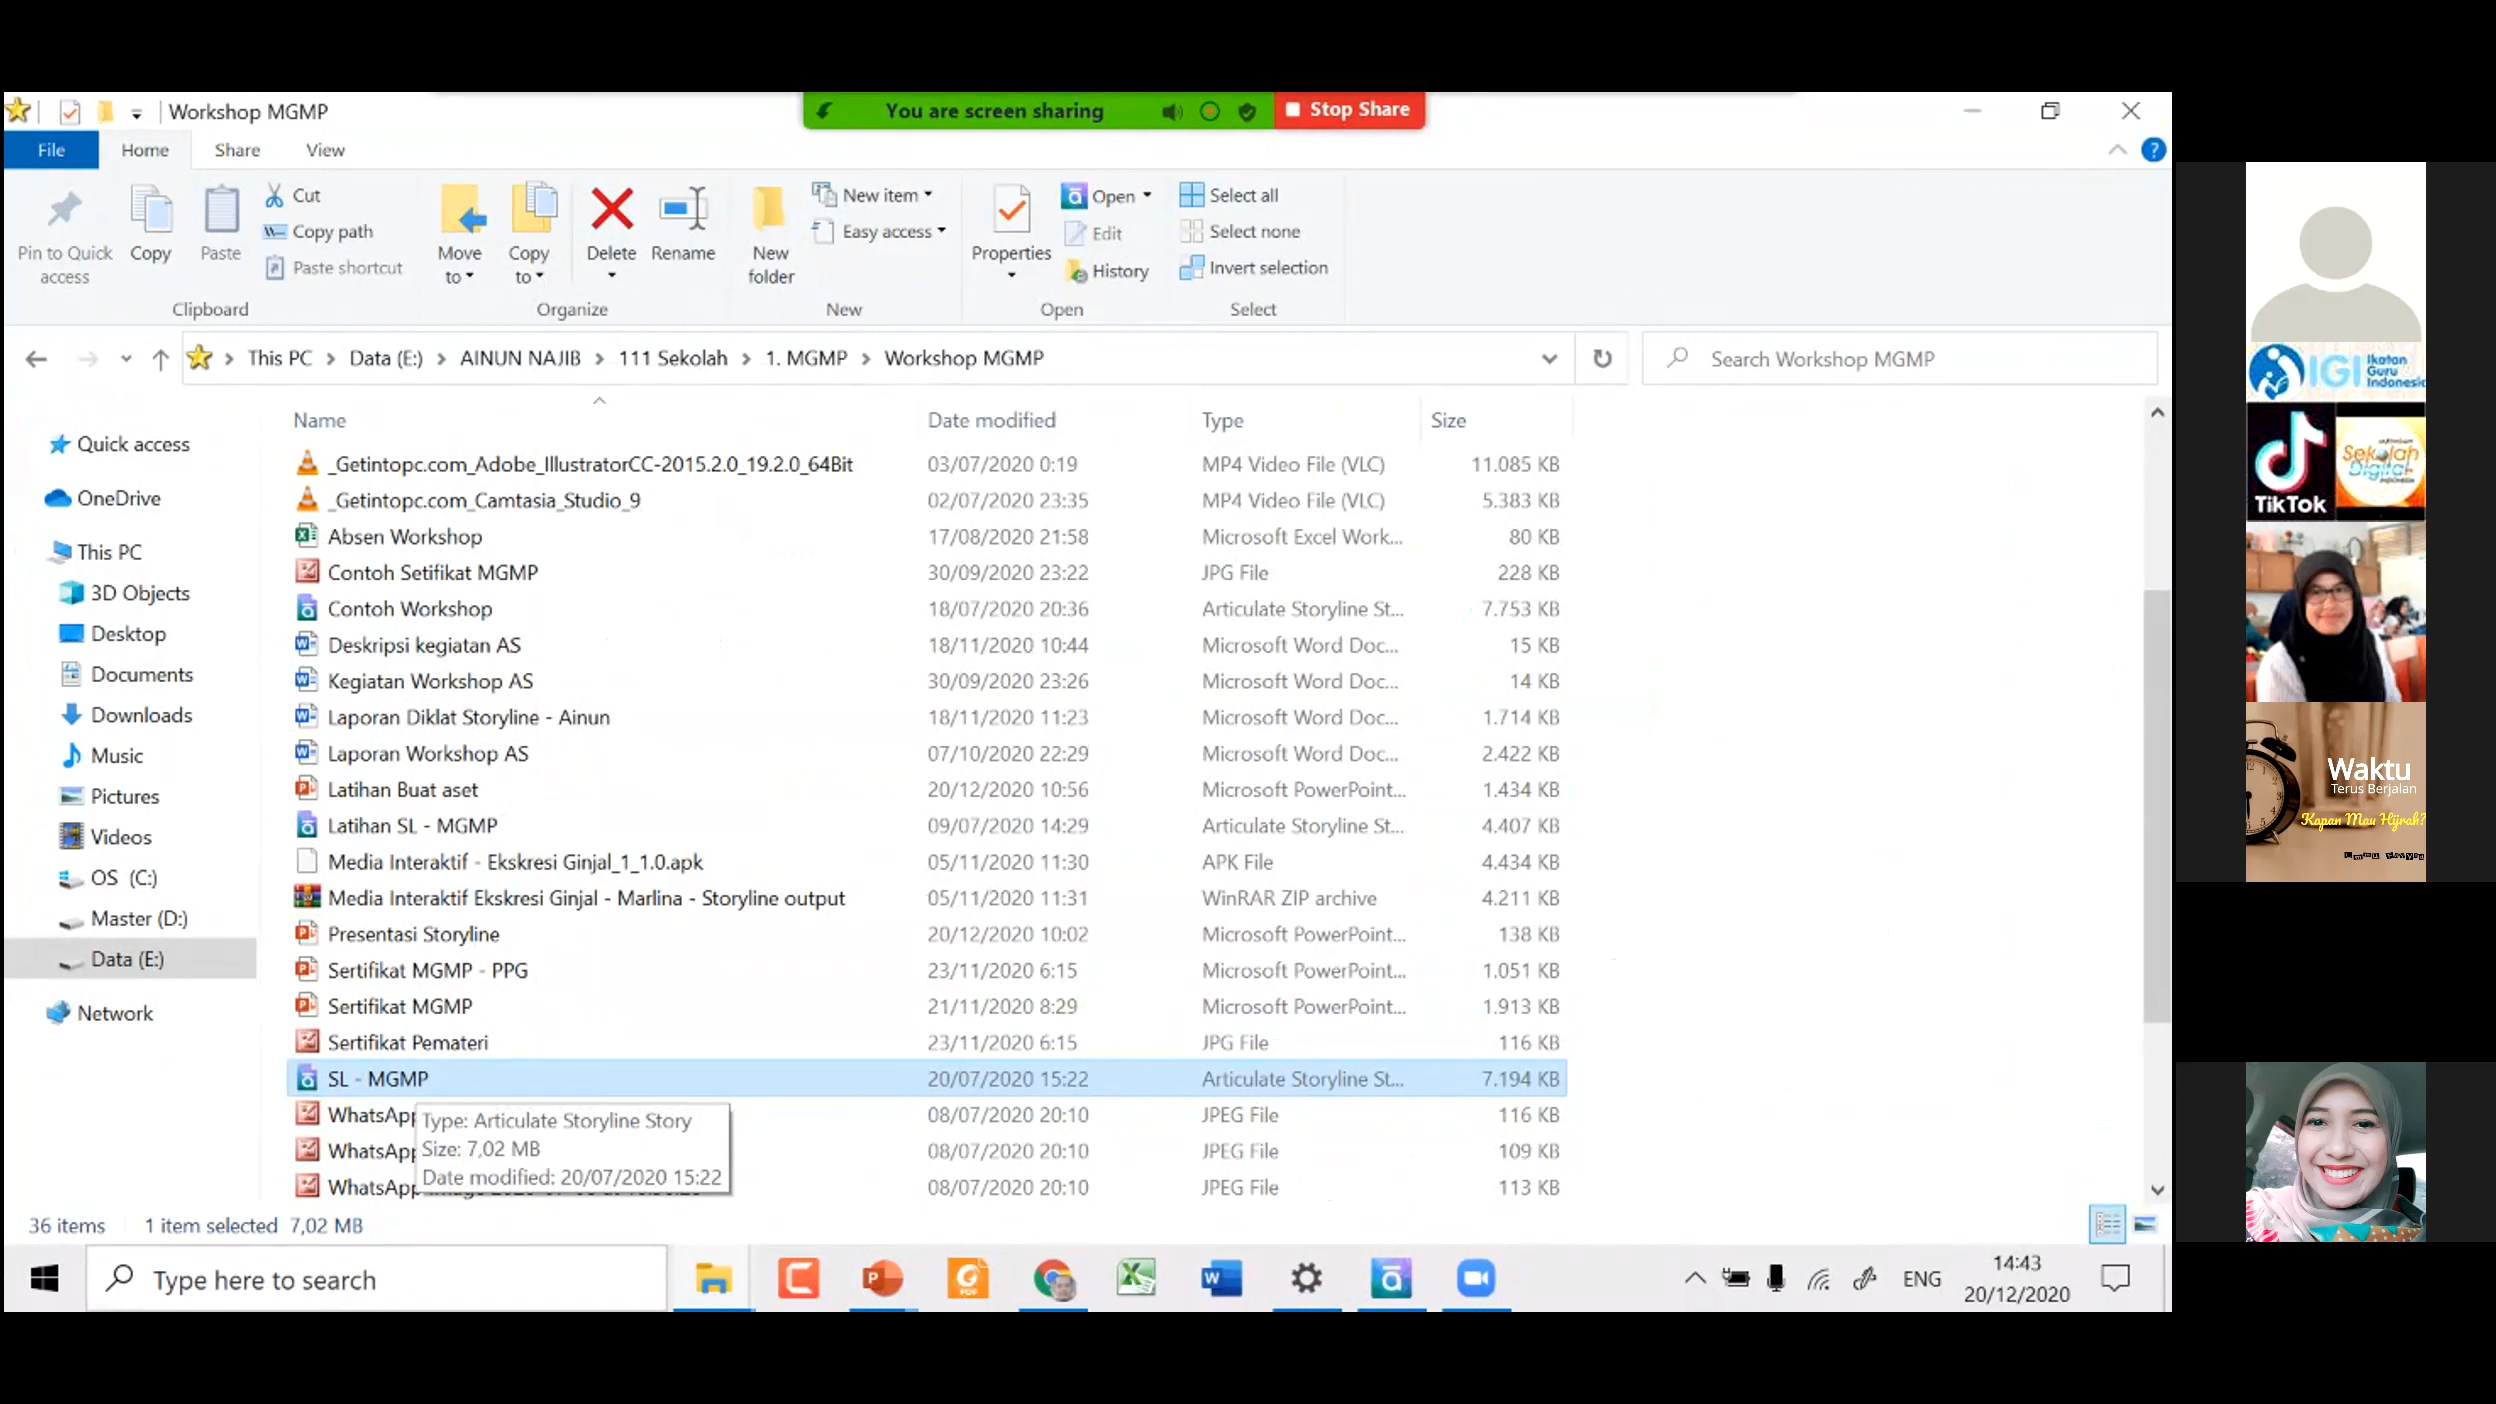 Workshop MGMP
You are screen sharing
Stop Share
File Home Share View
Pin to Quick access
Copy
Paste
Cut
Copy path
Paste shortcut
Clipboard
Move to
Copy to
Delete
Rename
Organize
New folder
New item
Easy access
New
Properties
Open
Edit
History
Open
Select all
Select none
Invert selection
Select
This PC > Data (E:) > AINUN NAJIB > 111 Sekolah > 1. MGMP > Workshop MGMP
Search Workshop MGMP
Quick access
OneDrive
This PC
3D Objects
Desktop
Documents
Downloads
Music
Pictures
Videos
OS (C:)
Master (D:)
Data (E:)
Network
Name Date modified Type Size
_Getintopc.com_Adobe_IllustratorCC-2015.2.0_19.2.0_64Bit 03/07/2020 0:19 MP4 Video File (VLC) 11.085 KB
_Getintopc.com_Camtasia_Studio_9 02/07/2020 23:35 MP4 Video File (VLC) 5.383 KB
Absen Workshop 17/08/2020 21:58 Microsoft Excel Work... 80 KB
Contoh Setifikat MGMP 30/09/2020 23:22 JPG File 228 KB
Contoh Workshop 18/07/2020 20:36 Articulate Storyline St... 7.753 KB
Deskripsi kegiatan AS 18/11/2020 10:44 Microsoft Word Doc... 15 KB
Kegiatan Workshop AS 30/09/2020 23:26 Microsoft Word Doc... 14 KB
Laporan Diklat Storyline - Ainun 18/11/2020 11:23 Microsoft Word Doc... 1.714 KB
Laporan Workshop AS 07/10/2020 22:29 Microsoft Word Doc... 2.422 KB
Latihan Buat aset 20/12/2020 10:56 Microsoft PowerPoint... 1.434 KB
Latihan SL - MGMP 09/07/2020 14:29 Articulate Storyline St... 4.407 KB
Media Interaktif - Ekskresi Ginjal_1_1.0.apk 05/11/2020 11:30 APK File 4.434 KB
Media Interaktif Ekskresi Ginjal - Marlina - Storyline output 05/11/2020 11:31 WinRAR ZIP archive 4.211 KB
Presentasi Storyline 20/12/2020 10:02 Microsoft PowerPoint... 138 KB
Sertifikat MGMP - PPG 23/11/2020 6:15 Microsoft PowerPoint... 1.051 KB
Sertifikat MGMP 21/11/2020 8:29 Microsoft PowerPoint... 1.913 KB
Sertifikat Pemateri 23/11/2020 6:15 JPG File 116 KB
SL - MGMP 20/07/2020 15:22 Articulate Storyline St... 7.194 KB
WhatsApp 08/07/2020 20:10 JPEG File 116 KB
WhatsApp 08/07/2020 20:10 JPEG File 109 KB
WhatsApp 08/07/2020 20:10 JPEG File 113 KB
Type: Articulate Storyline Story
Size: 7,02 MB
Date modified: 20/07/2020 15:22
36 items 1 item selected 7,02 MB
Type here to search
ENG
14:43
20/12/2020
IGI Ikatan
Guru
Indonesia
TikTok
Sekolah
Digital
Waktu
Terus Berjalan
Kapan Mau Hijrah?